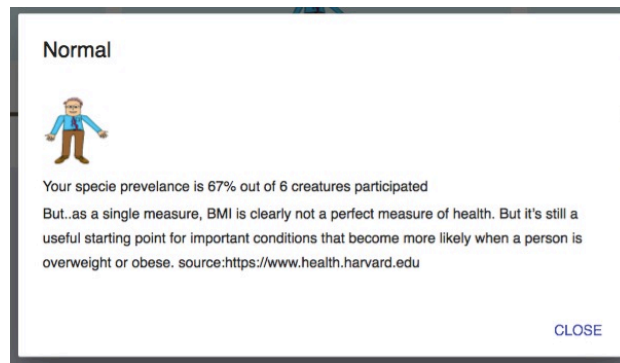 Normal
Your specie prevelance is 67% out of 6 creatures participated
But..as a single measure, BMI is clearly not a perfect measure of health. But it's still a
useful starting point for important conditions that become more likely when a person is
overweight or obese. source:https://www.health.harvard.edu
CLOSE